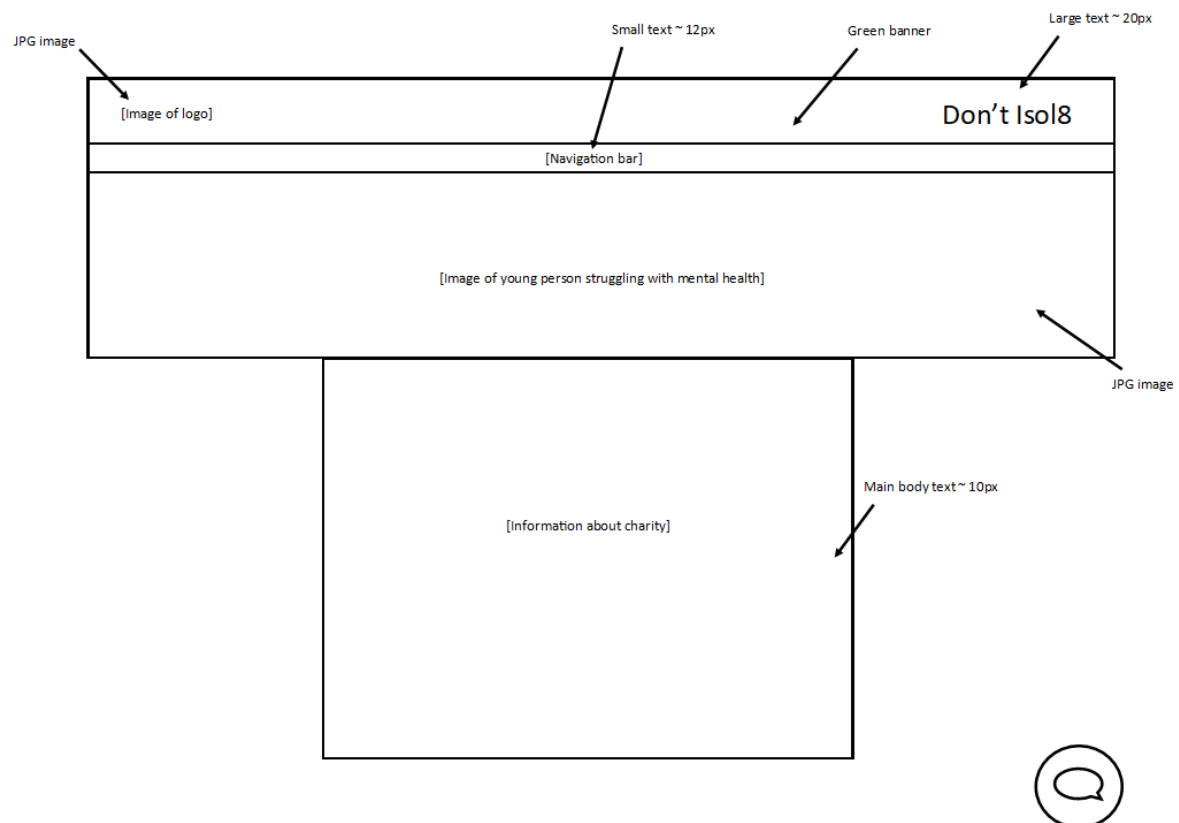 Large text ~ 20px
Small text ~ 12px
Green banner
JPG image
[Image of logo]
Don't Isol8
[Navigation bar]
[Image of young person struggling with mental health]
JPG image
Main body text ~ 10px
[Information about charity]